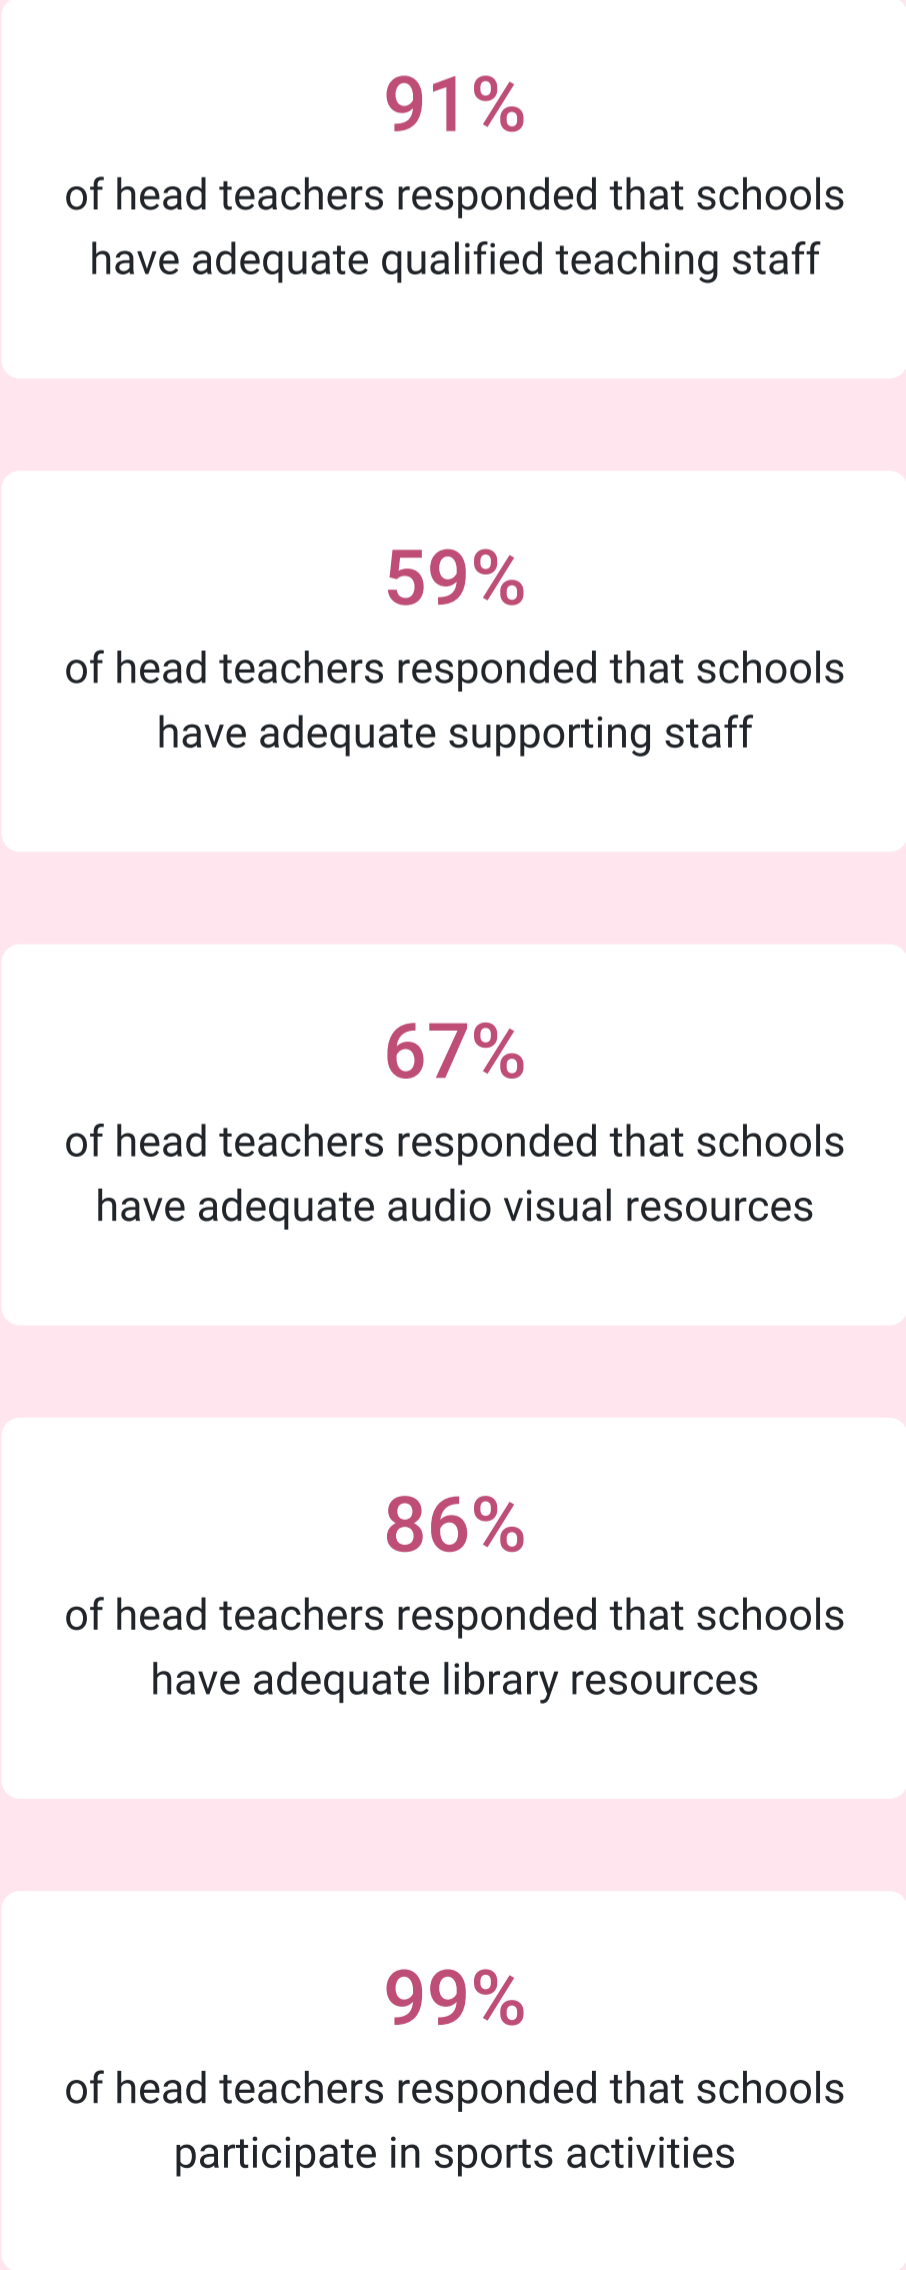 91%
of head teachers responded that schools
have adequate qualified teaching staff
59%
of head teachers responded that schools
have adequate supporting staff
67%
of head teachers responded that schools
have adequate audio visual resources
86%
of head teachers responded that schools
have adequate library resources
99%
of head teachers responded that schools
participate in sports activities